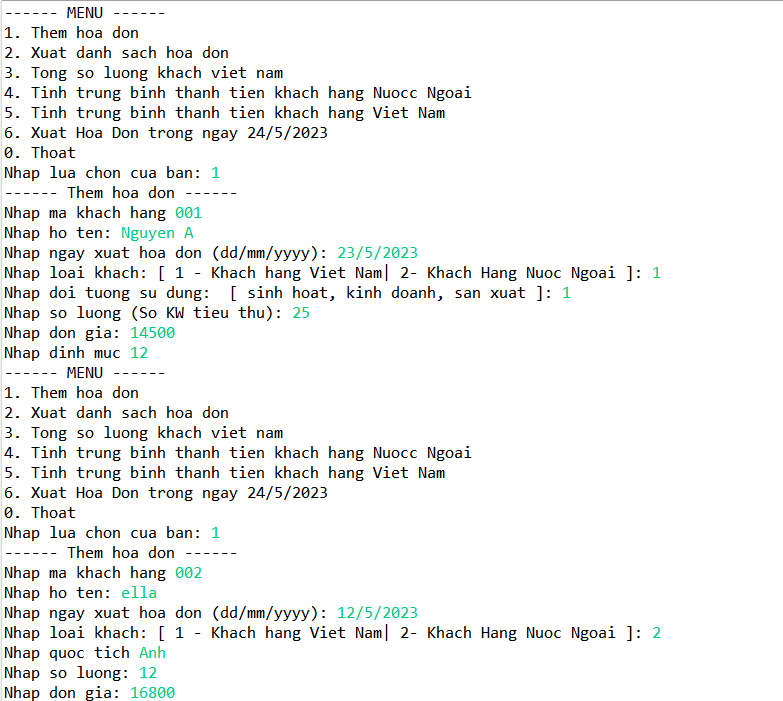 ------ MENU ------
1. Them hoa don
2. Xuat danh sach hoa don
3. Tong so luong khach viet nam
4. Tinh trung binh thanh tien khach hang Nuocc Ngoai
5. Tinh trung binh thanh tien khach hang Viet Nam
6. Xuat Hoa Don trong ngay 24/5/2023
0. Thoat
Nhap lua chon cua ban: 1
------ Them hoa don ------
Nhap ma khach hang 001
Nhap ho ten: Nguyen A
Nhap ngay xuat hoa don (dd/mm/yyyy): 23/5/2023
Nhap loai khach: [ 1 - Khach hang Viet Nam| 2- Khach Hang Nuoc Ngoai ]: 1
Nhap doi tuong su dung:  [ sinh hoat, kinh doanh, san xuat ]: 1
Nhap so luong (So KW tieu thu): 25
Nhap don gia: 14500
Nhap dinh muc 12
------ MENU ------
1. Them hoa don
2. Xuat danh sach hoa don
3. Tong so luong khach viet nam
4. Tinh trung binh thanh tien khach hang Nuocc Ngoai
5. Tinh trung binh thanh tien khach hang Viet Nam
6. Xuat Hoa Don trong ngay 24/5/2023
0. Thoat
Nhap lua chon cua ban: 1
------ Them hoa don ------
Nhap ma khach hang 002
Nhap ho ten: ella
Nhap ngay xuat hoa don (dd/mm/yyyy): 12/5/2023
Nhap loai khach: [ 1 - Khach hang Viet Nam| 2- Khach Hang Nuoc Ngoai ]: 2
Nhap quoc tich Anh
Nhap so luong: 12
Nhap don gia: 16800